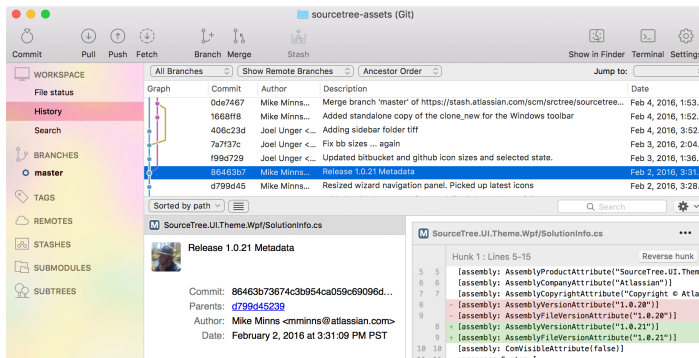 sourcetree-assets (Git)
Commit Pull Push Fetch Branch Merge Stash Show in Finder Terminal Settings
WORKSPACE
File status
History
Search
BRANCHES
master
TAGS
REMOTES
STASHES
SUBMODULES
SUBTREES
All Branches Show Remote Branches Ancestor Order Jump to:
Graph Commit Author Description Date
0de7467 Mike Minns... Merge branch 'master' of https://stash.atlassian.com/scm/srctree/sourcetree... Feb 4, 2016, 1:53.
1668ff8 Mike Minns... Added standalone copy of the clone_new for the Windows toolbar Feb 4, 2016, 1:52.
406c23d Joel Unger <... Adding sidebar folder tiff Feb 4, 2016, 3:52.
7a7f37c Joel Unger <... Fix bb sizes ... again Feb 3, 2016, 2:04.
f99d729 Joel Unger <... Updated bitbucket and github icon sizes and selected state. Feb 3, 2016, 1:36.
86463b7 Mike Minns... Release 1.0.21 Metadata Feb 2, 2016, 3:31.
d799d45 Mike Minns... Resized wizard navigation panel. Picked up latest icons Feb 2, 2016, 3:28.
Sorted by path Search
M SourceTree.UI.Theme.Wpf/SolutionInfo.cs
Release 1.0.21 Metadata
Commit: 86463b73674c3b954ca059c69096d...
Parents: d799d45239
Author: Mike Minns <mminns@atlassian.com>
Date: February 2, 2016 at 3:31:09 PM PST
M SourceTree.UI.Theme.Wpf/SolutionInfo.cs •••
Hunk 1 : Lines 5-15 Reverse hunk
5 5 [assembly: AssemblyProductAttribute("SourceTree.UI.Them
6 6 [assembly: AssemblyCompanyAttribute("Atlassian")]
7 7 [assembly: AssemblyCopyrightAttribute("Copyright © Atla
8 - [assembly: AssemblyVersionAttribute("1.0.20")]
9 - [assembly: AssemblyFileVersionAttribute("1.0.20")]
8 + [assembly: AssemblyVersionAttribute("1.0.21")]
9 + [assembly: AssemblyFileVersionAttribute("1.0.21")]
10 10 [assembly: ComVisibleAttribute(false)]